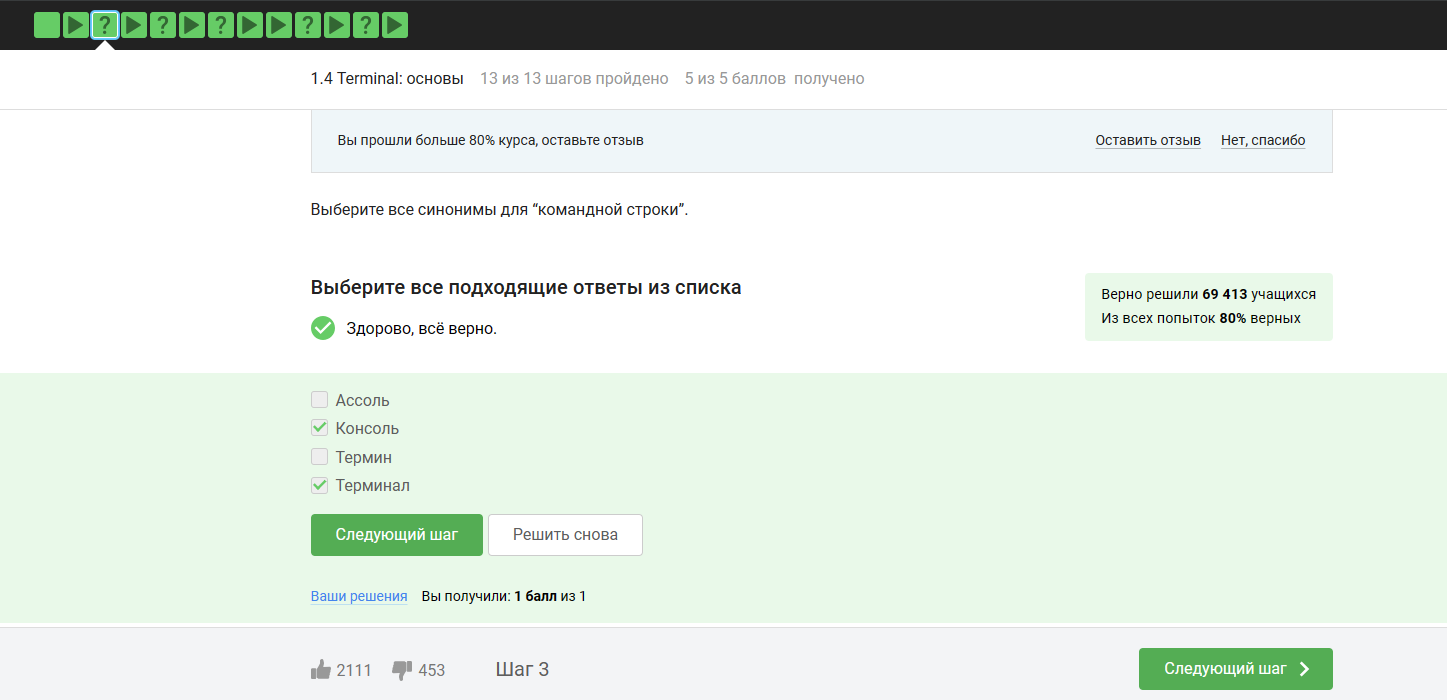 ? ? ? ? ?
1.4 Terminal: основы 13 из 13 шагов пройдено 5 из 5 баллов получено
Вы прошли больше 80% курса, оставьте отзыв Оставить отзыв Нет, спасибо
Выберите все синонимы для “командной строки”.
Выберите все подходящие ответы из списка
Здорово, всё верно.
Верно решили 69 413 учащихся
Из всех попыток 80% верных
Ассоль
Консоль
Термин
Терминал
Следующий шаг Решить снова
Ваши решения Вы получили: 1 балл из 1
2111 453 Шаг 3 Следующий шаг